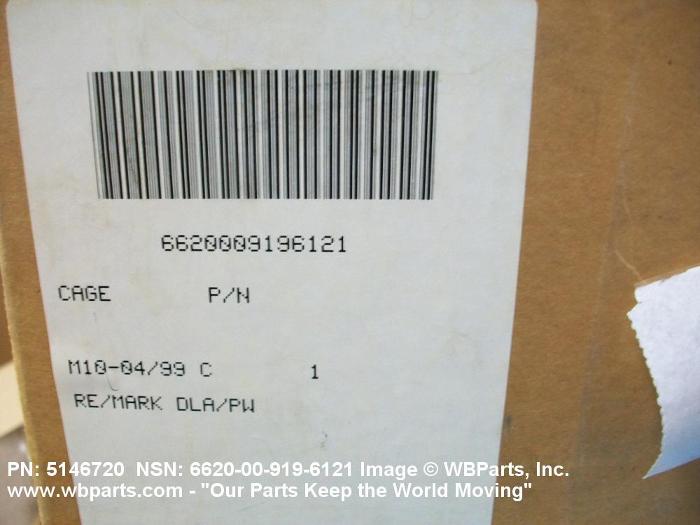 6620009196121
CAGE P/N
M10-04/99 C 1
RE/MARK DLA/PW
PN: 5146720 NSN: 6620-00-919-6121 Image © WBParts, Inc.
www.wbparts.com - "Our Parts Keep the World Moving"